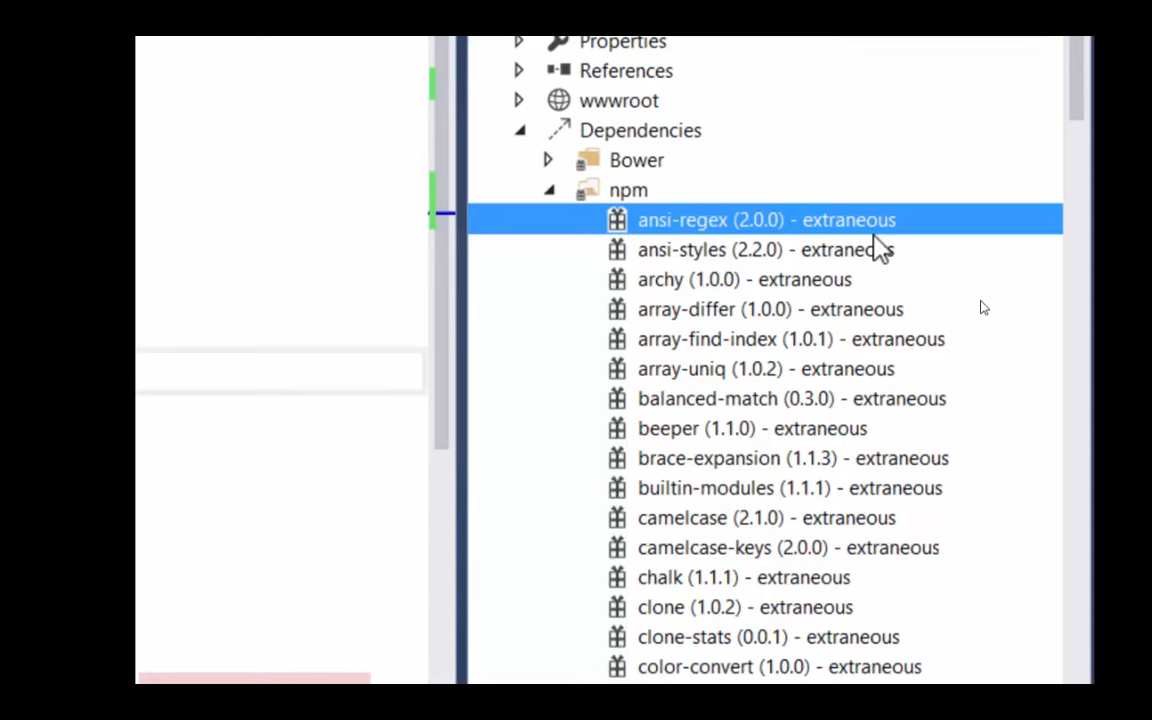 Properties
References
wwwroot
Dependencies
Bower
npm
ansi-regex (2.0.0) - extraneous
ansi-styles (2.2.0) - extraneous
archy (1.0.0) - extraneous
array-differ (1.0.0) - extraneous
array-find-index (1.0.1) - extraneous
array-uniq (1.0.2) - extraneous
balanced-match (0.3.0) - extraneous
beeper (1.1.0) - extraneous
brace-expansion (1.1.3) - extraneous
builtin-modules (1.1.1) - extraneous
camelcase (2.1.0) - extraneous
camelcase-keys (2.0.0) - extraneous
chalk (1.1.1) - extraneous
clone (1.0.2) - extraneous
clone-stats (0.0.1) - extraneous
color-convert (1.0.0) - extraneous